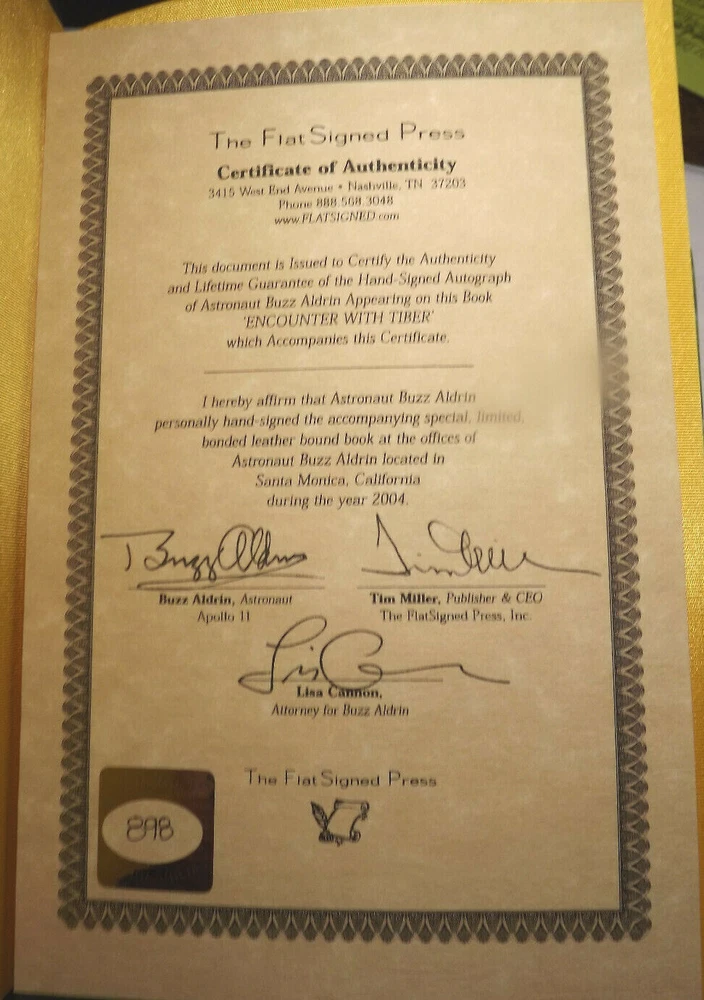 The FlatSigned Press
Certificate of Authenticity
3415 West End Avenue • Nashville, TN 37203
Phone 888.568.3048
www.FLATSIGNED.com
This document is Issued to Certify the Authenticity
and Lifetime Guarantee of the Hand-Signed Autograph
of Astronaut Buzz Aldrin Appearing on this Book
'ENCOUNTER WITH TIBER'
which Accompanies this Certificate.
I hereby affirm that Astronaut Buzz Aldrin
personally hand-signed the accompanying special, limited,
bonded leather bound book at the offices of
Astronaut Buzz Aldrin located in
Santa Monica, California
during the year 2004.
Buzz Aldrin Tim Miller
Buzz Aldrin, Astronaut Tim Miller, Publisher & CEO
Apollo 11 The FlatSigned Press, Inc.
Lisa Cannon,
Attorney for Buzz Aldrin
The FlatSigned Press
898